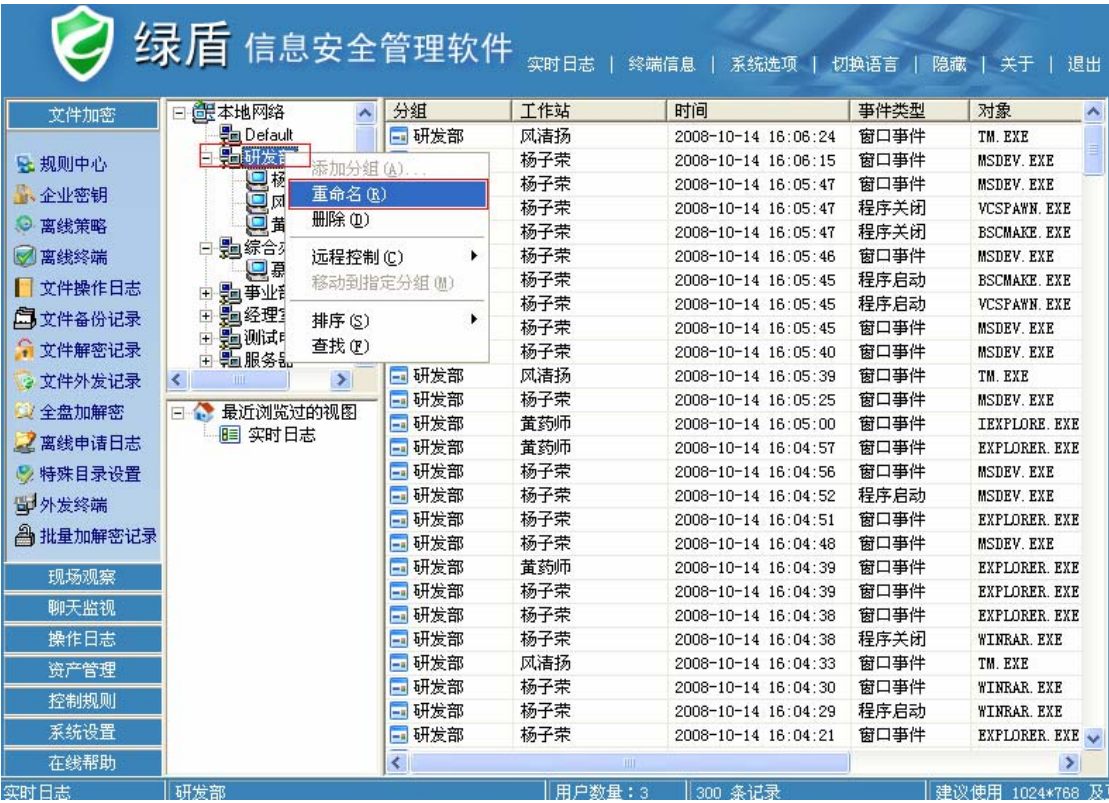 绿盾 信息安全管理软件
实时日志 | 终端信息 | 系统选项 | 切换语言 | 隐藏 | 关于 | 退出
文件加密
规则中心
企业密钥
离线策略
离线终端
文件操作日志
文件备份记录
文件解密记录
文件外发记录
全盘加解密
离线申请日志
特殊目录设置
外发终端
批量加解密记录
现场观察
聊天监视
操作日志
资产管理
控制规则
系统设置
在线帮助
本地网络
Default
研发部
杨
风
黄
综合
慕
事业部
经理室
测试
服务器
添加分组(A)...
重命名(R)
删除(D)
远程控制(C)
移动到指定分组(M)
排序(S)
查找(F)
最近浏览过的视图
实时日志
分组 工作站 时间 事件类型 对象
研发部 风清扬 2008-10-14 16:06:24 窗口事件 TM.EXE
杨子荣 2008-10-14 16:06:15 窗口事件 MSDEV.EXE
杨子荣 2008-10-14 16:05:47 窗口事件 MSDEV.EXE
杨子荣 2008-10-14 16:05:47 程序关闭 VCSPAWN.EXE
杨子荣 2008-10-14 16:05:47 程序关闭 BSCMAKE.EXE
杨子荣 2008-10-14 16:05:46 窗口事件 MSDEV.EXE
杨子荣 2008-10-14 16:05:45 程序启动 BSCMAKE.EXE
杨子荣 2008-10-14 16:05:45 程序启动 VCSPAWN.EXE
杨子荣 2008-10-14 16:05:45 窗口事件 MSDEV.EXE
杨子荣 2008-10-14 16:05:40 窗口事件 MSDEV.EXE
研发部 风清扬 2008-10-14 16:05:39 窗口事件 TM.EXE
研发部 杨子荣 2008-10-14 16:05:25 窗口事件 MSDEV.EXE
研发部 黄药师 2008-10-14 16:05:00 窗口事件 IEXPLORE.EXE
研发部 黄药师 2008-10-14 16:04:57 窗口事件 EXPLORER.EXE
研发部 杨子荣 2008-10-14 16:04:56 窗口事件 MSDEV.EXE
研发部 杨子荣 2008-10-14 16:04:52 程序启动 MSDEV.EXE
研发部 杨子荣 2008-10-14 16:04:51 窗口事件 EXPLORER.EXE
研发部 杨子荣 2008-10-14 16:04:48 窗口事件 MSDEV.EXE
研发部 黄药师 2008-10-14 16:04:39 窗口事件 EXPLORER.EXE
研发部 杨子荣 2008-10-14 16:04:39 窗口事件 EXPLORER.EXE
研发部 杨子荣 2008-10-14 16:04:38 窗口事件 EXPLORER.EXE
研发部 杨子荣 2008-10-14 16:04:38 程序关闭 WINRAR.EXE
研发部 风清扬 2008-10-14 16:04:33 窗口事件 TM.EXE
研发部 杨子荣 2008-10-14 16:04:30 窗口事件 WINRAR.EXE
研发部 杨子荣 2008-10-14 16:04:29 程序启动 WINRAR.EXE
研发部 杨子荣 2008-10-14 16:04:21 窗口事件 EXPLORER.EXE
实时日志 研发部 用户数量:3 300 条记录 建议使用 1024*768 及